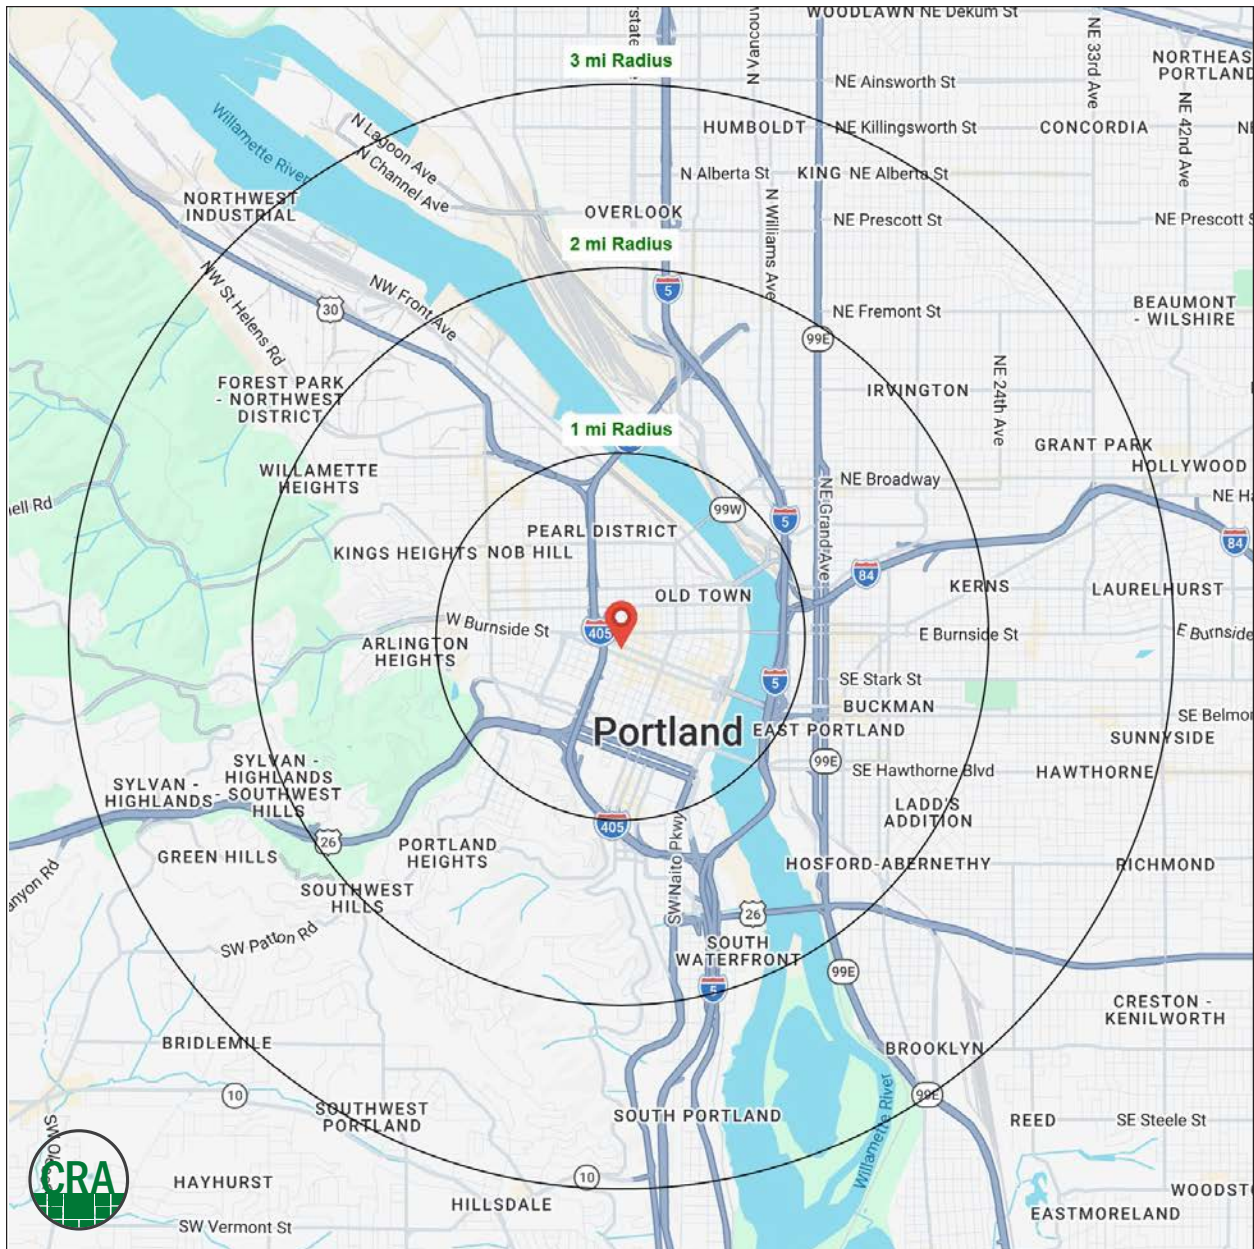 WOODLAWN
NE Dekum St
3 mi Radius
NE 33rd Ave
NE Ainsworth St
NE 42nd Ave
N Lagoon Ave
N Channel Ave
Willamette River
HUMBOLDT
NE Killingsworth St
CONCORDIA
N Alberta St
KING
NE Alberta St
NORTHWEST
INDUSTRIAL
OVERLOOK
N Williams Ave
NE Prescott St
NE Prescott
2 mi Radius
NW St Helens Rd
NW Front Ave
30
5
NE Fremont St
BEAUMONT
- WILSHIRE
99E
FOREST PARK
- NORTHWEST
DISTRICT
IRVINGTON
NE 24th Ave
1 mi Radius
GRANT PARK
HOLLYWOOD
WILLAMETTE
HEIGHTS
NE Broadway
NE Grand Ave
99W
5
PEARL DISTRICT
KINGS HEIGHTS
NOB HILL
84
84
OLD TOWN
KERNS
LAURELHURST
W Burnside St
405
E Burnside St
E Burnside
ARLINGTON
HEIGHTS
5
SE Stark St
BUCKMAN
Portland
EAST PORTLAND
SUNNYSIDE
SYLVAN -
HIGHLANDS
- SOUTHWEST
HILLS
SYLVAN -
HIGHLANDS
99E
SE Hawthorne Blvd
HAWTHORNE
LADD'S
ADDITION
405
26
SW Naito Pkwy
PORTLAND
HEIGHTS
GREEN HILLS
HOSFORD-ABERNETHY
RICHMOND
SOUTHWEST
HILLS
26
SW Patton Rd
SOUTH
WATERFRONT
99E
5
CRESTON -
KENILWORTH
BRIDLEMILE
BROOKLYN
10
99E
SOUTHWEST
PORTLAND
SOUTH PORTLAND
Willamette River
REED
SE Steele St
CRA
HAYHURST
10
HILLSDALE
EASTMORELAND
SW Vermont St